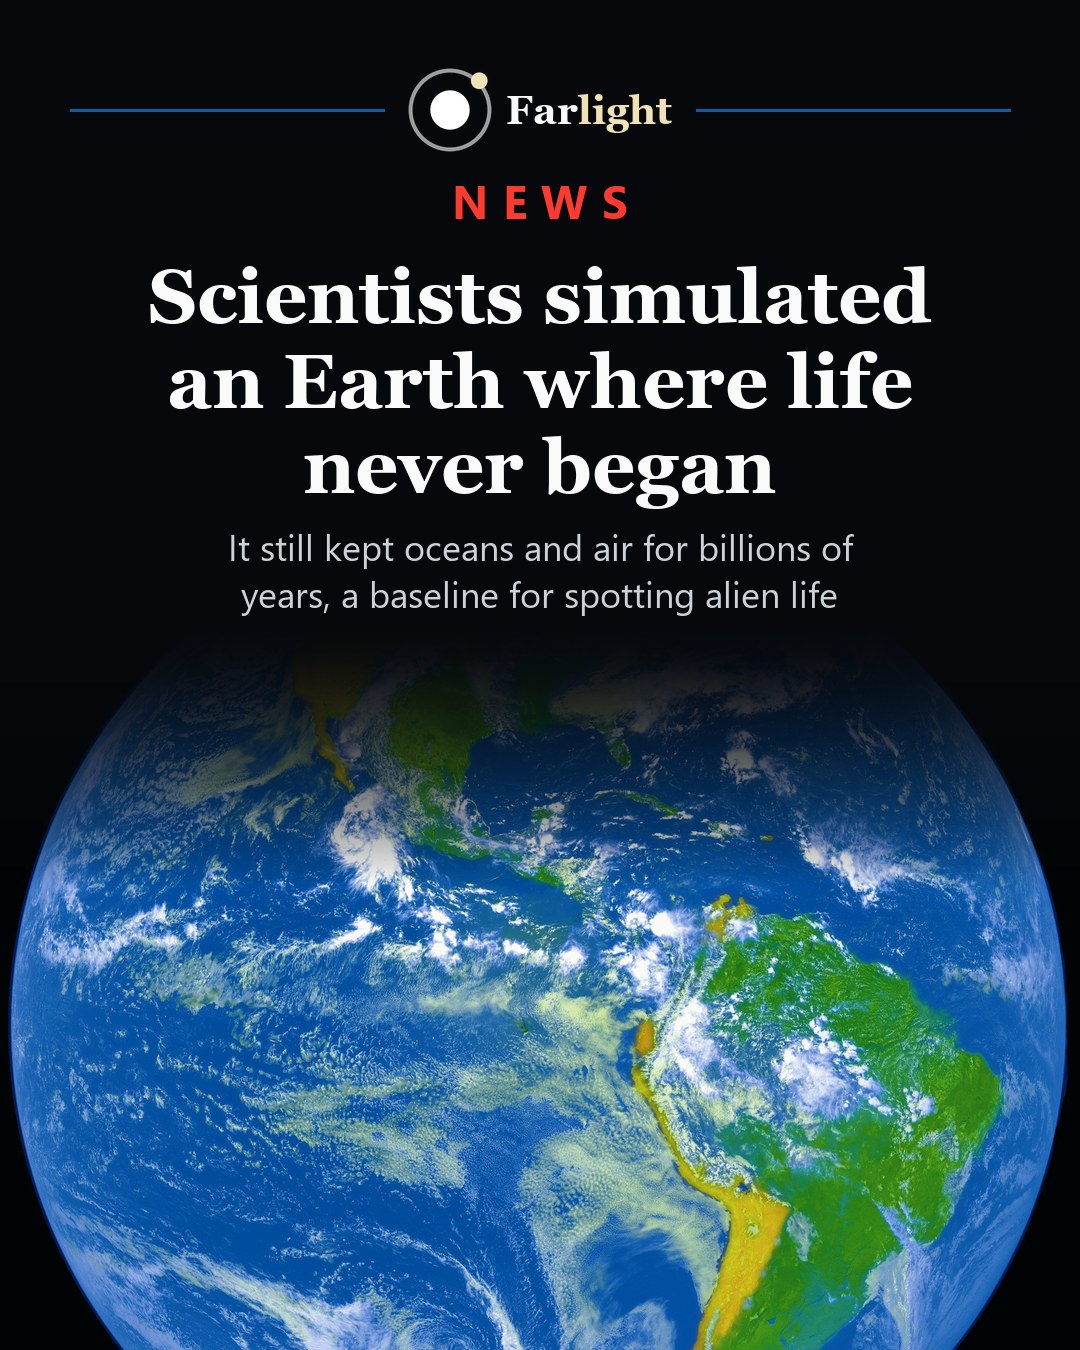 Farlight
NEWS
Scientists simulated
an Earth where life
never began
It still kept oceans and air for billions of
years, a baseline for spotting alien life